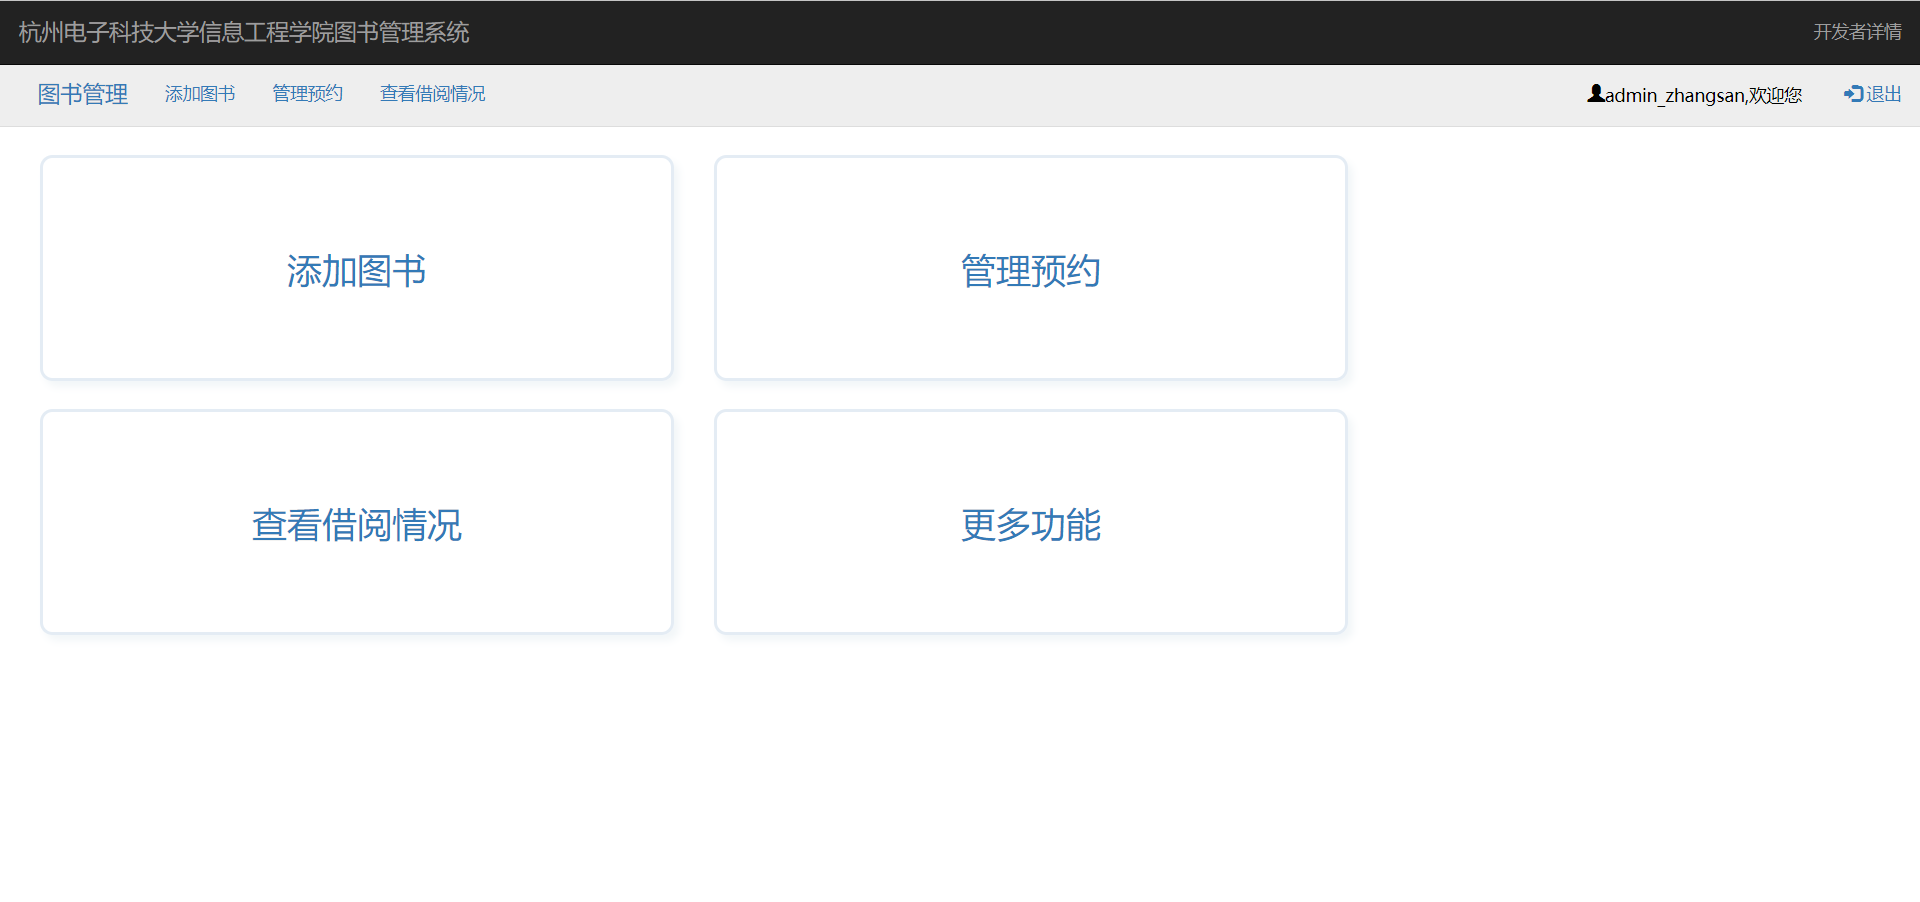 杭州电子科技大学信息工程学院图书管理系统
开发者详情
图书管理 添加图书 管理预约 查看借阅情况
admin_zhangsan,欢迎您 退出
添加图书
管理预约
查看借阅情况
更多功能